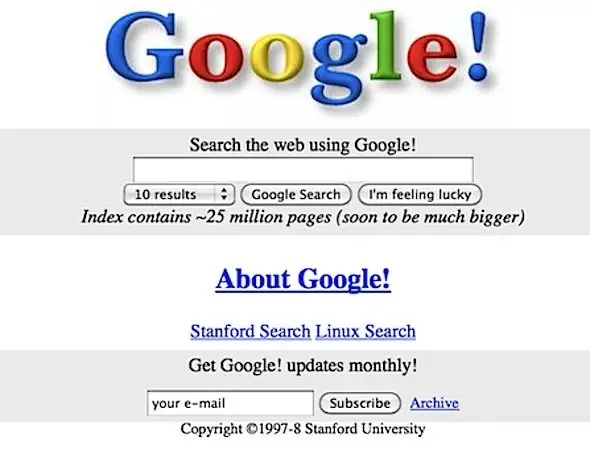 Google!
Search the web using Google!
10 results Google Search I'm feeling lucky
Index contains ~25 million pages (soon to be much bigger)
About Google!
Stanford Search Linux Search
Get Google! updates monthly!
your e-mail Subscribe Archive
Copyright ©1997-8 Stanford University